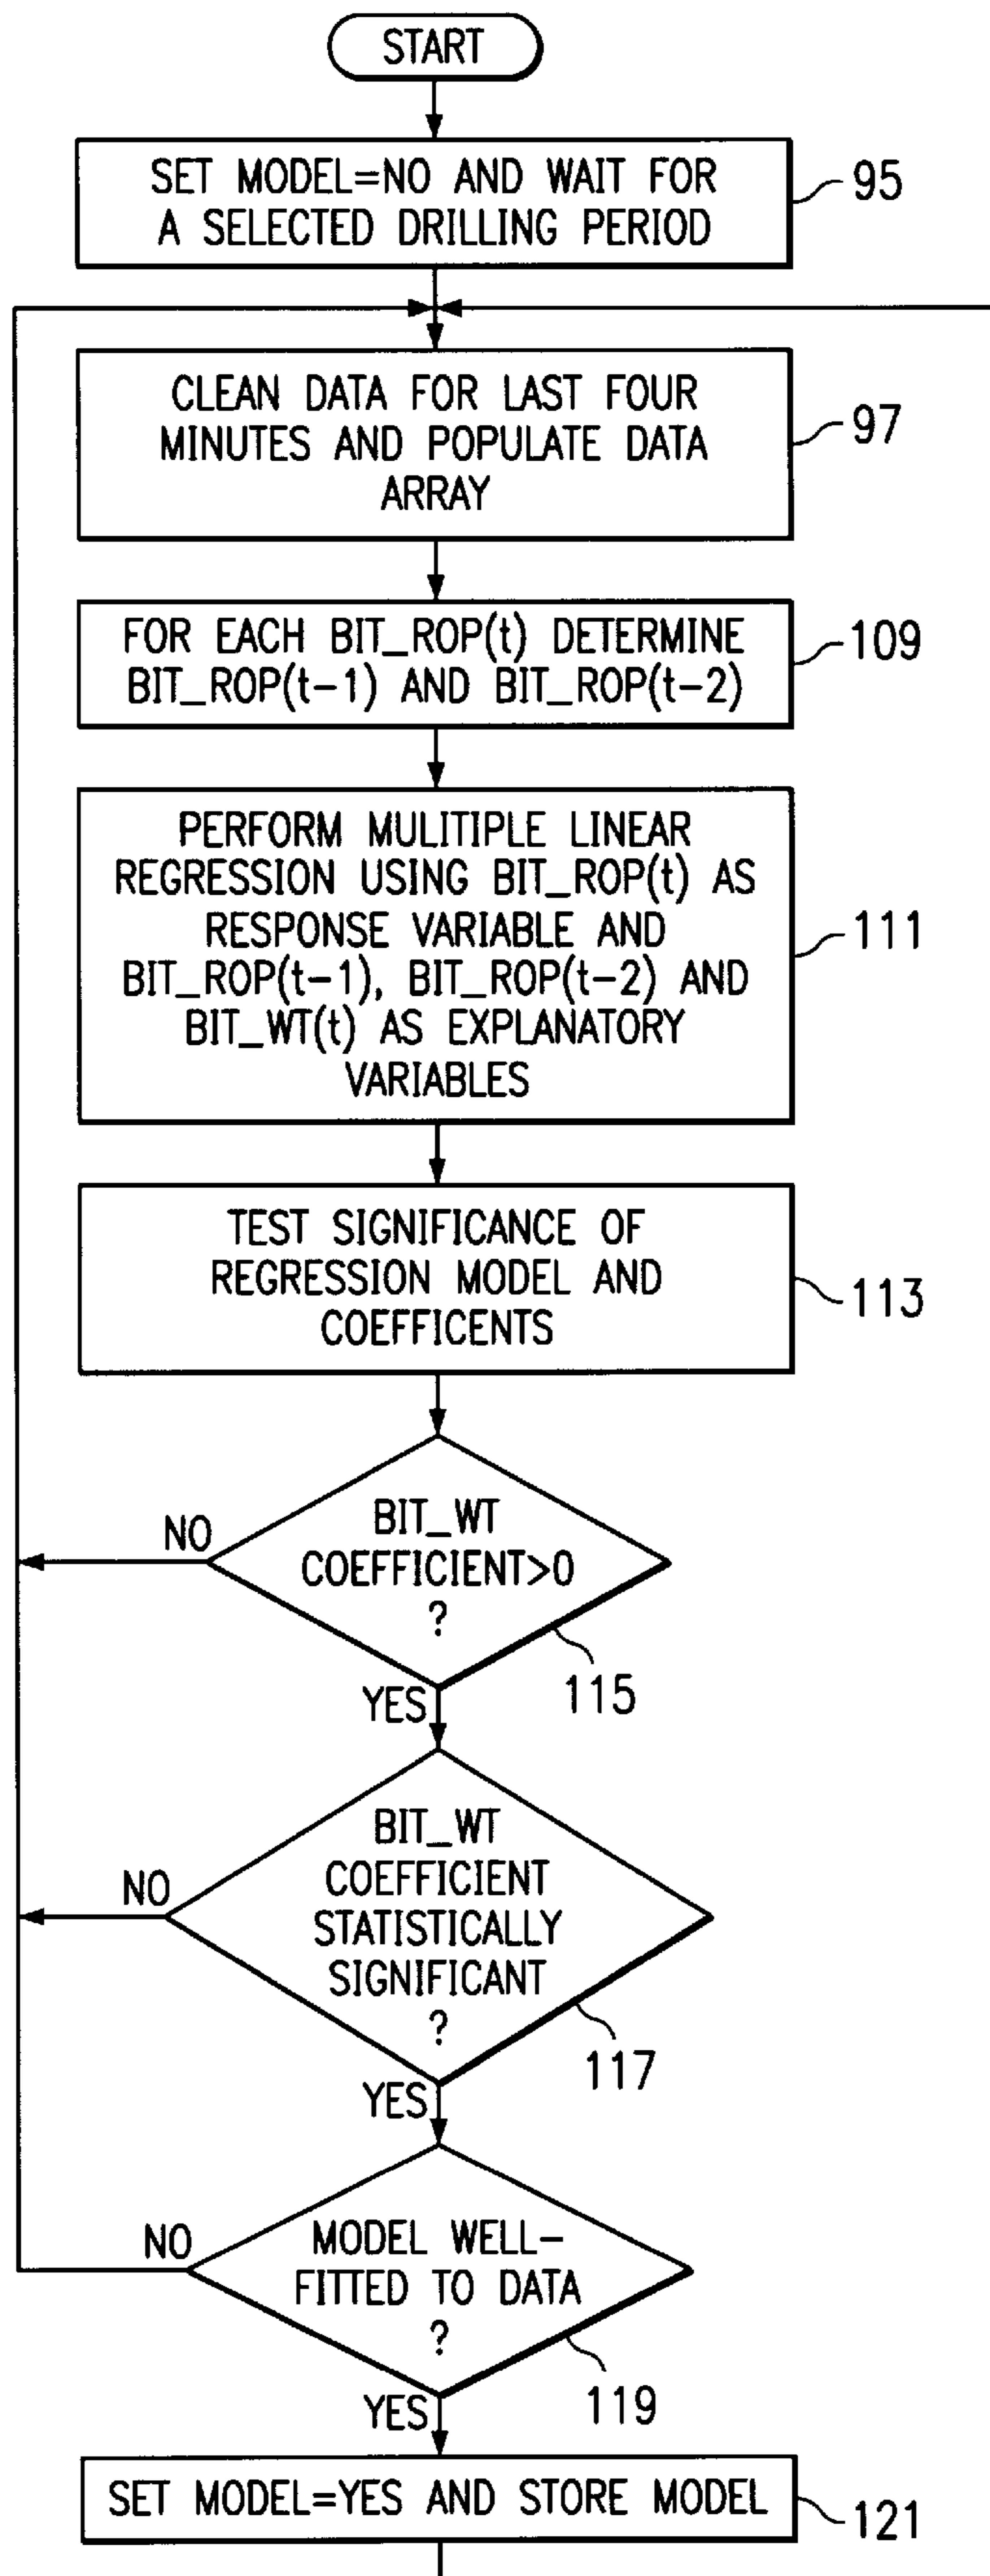 START
SET MODEL=NO AND WAIT FOR
A SELECTED DRILLING PERIOD
95
CLEAN DATA FOR LAST FOUR
MINUTES AND POPULATE DATA
ARRAY
97
FOR EACH BIT_ROP(t) DETERMINE
BIT_ROP(t-1) AND BIT_ROP(t-2)
109
PERFORM MULITIPLE LINEAR
REGRESSION USING BIT_ROP(t) AS
RESPONSE VARIABLE AND
BIT_ROP(t-1), BIT_ROP(t-2) AND
BIT_WT(t) AS EXPLANATORY
VARIABLES
111
TEST SIGNIFICANCE OF
REGRESSION MODEL AND
COEFFICENTS
113
BIT_WT
COEFFICIENT>0
?
NO
115
YES
BIT_WT
COEFFICIENT
STATISTICALLY
SIGNIFICANT
?
NO
117
YES
MODEL WELL-
FITTED TO DATA
?
NO
119
YES
SET MODEL=YES AND STORE MODEL
121